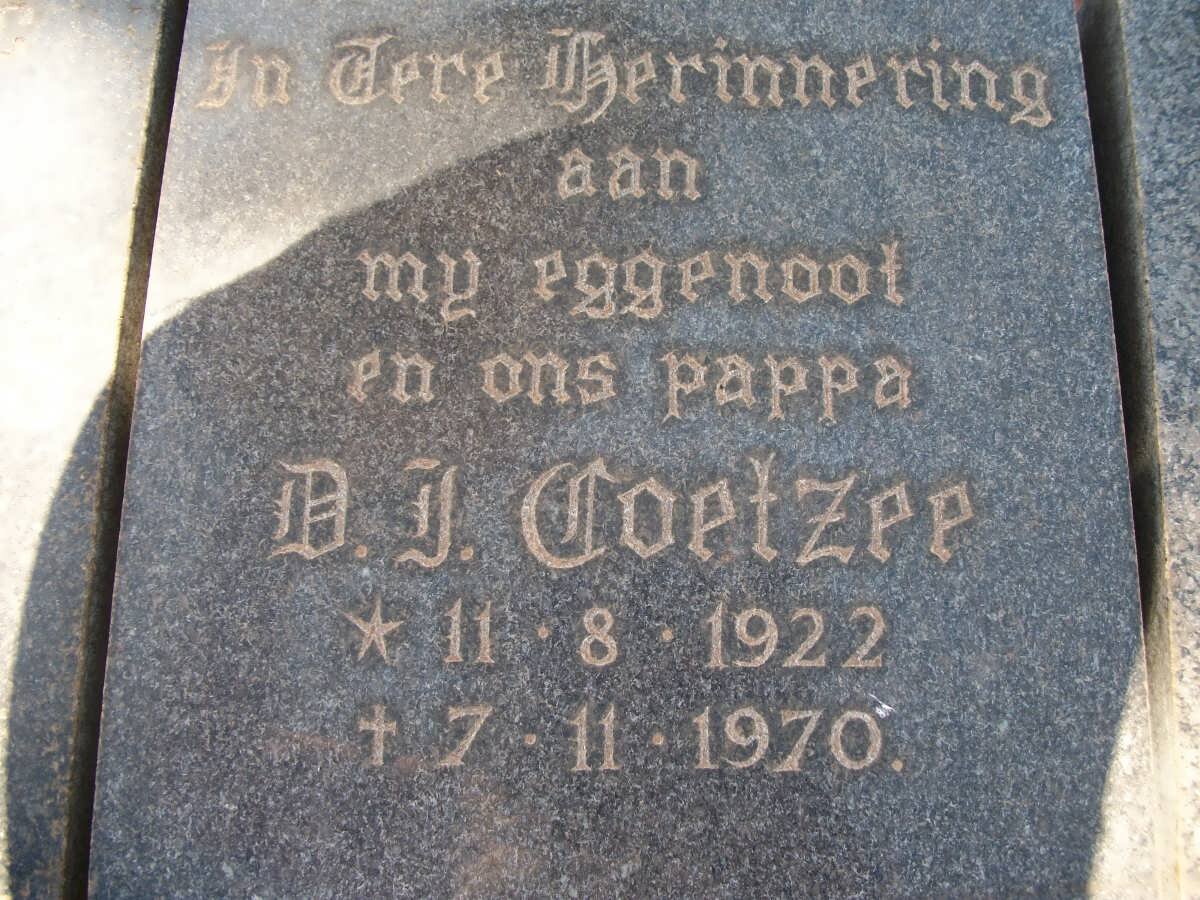 In Tere Herinnering
aan
my eggenoot
en ons pappa
D. J. Coetzee
* 11 · 8 · 1922
† 7 · 11 · 1970.